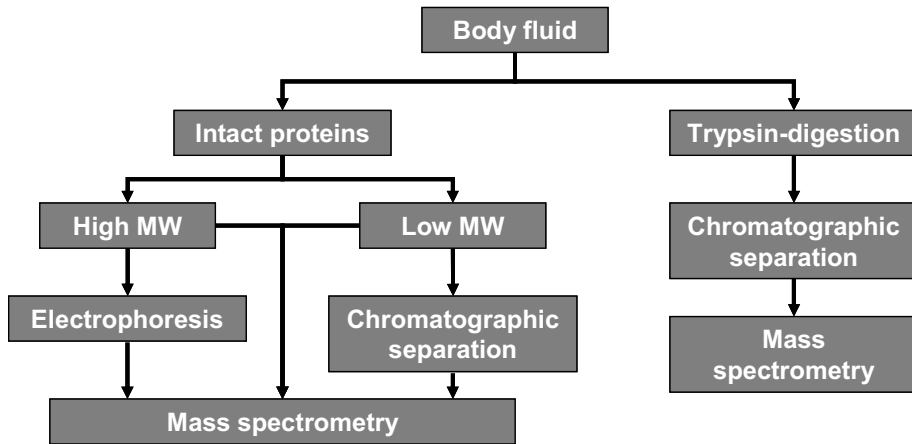 Body fluid
Intact proteins
Trypsin-digestion
High MW
Low MW
Chromatographic
separation
Electrophoresis
Chromatographic
separation
Mass
spectrometry
Mass spectrometry